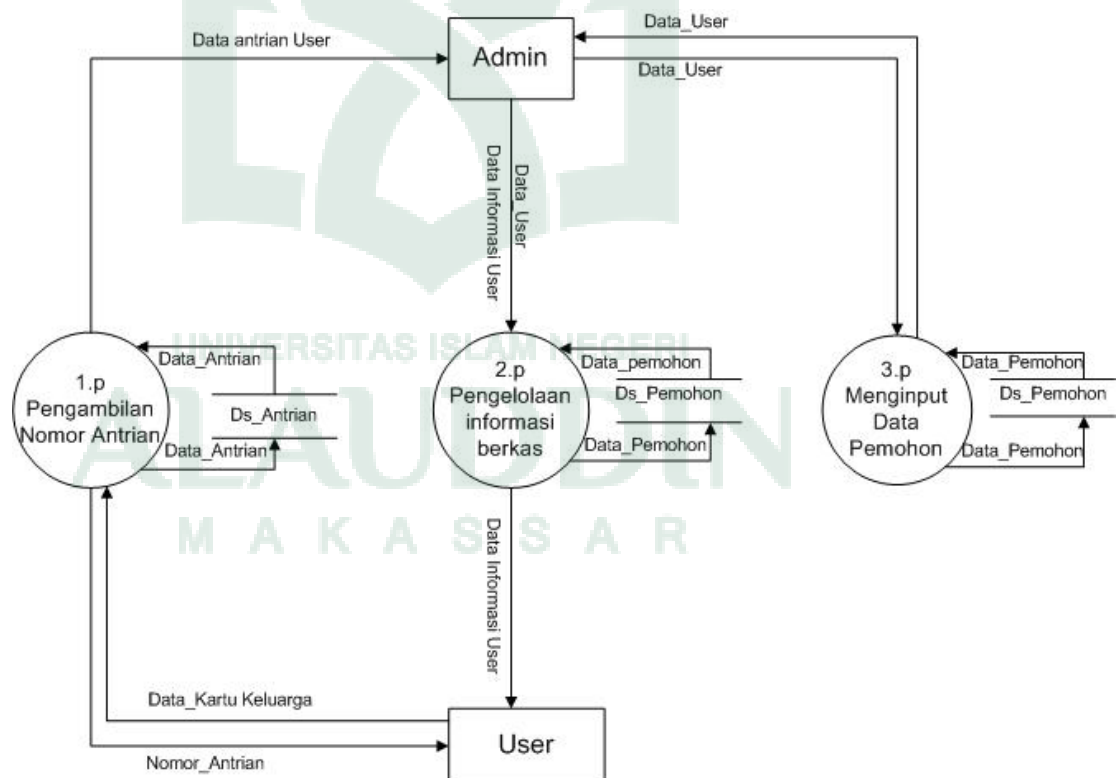 Data antrian User
Admin
Data_User
Data_User
Data_User
Data Informasi User
UNIVERSITAS ISLAM NEGERI
ALAUDDIN
MAKASSAR
1.p
Pengambilan
Nomor Antrian
Data_Antrian
Ds_Antrian
Data_Antrian
2.p
Pengelolaan
informasi
berkas
Data_pemohon
Ds_Pemohon
Data_Pemohon
3.p
Menginput
Data
Pemohon
Data_Pemohon
Ds_Pemohon
Data_Pemohon
Data Informasi User
Data_Kartu Keluarga
Nomor_Antrian
User